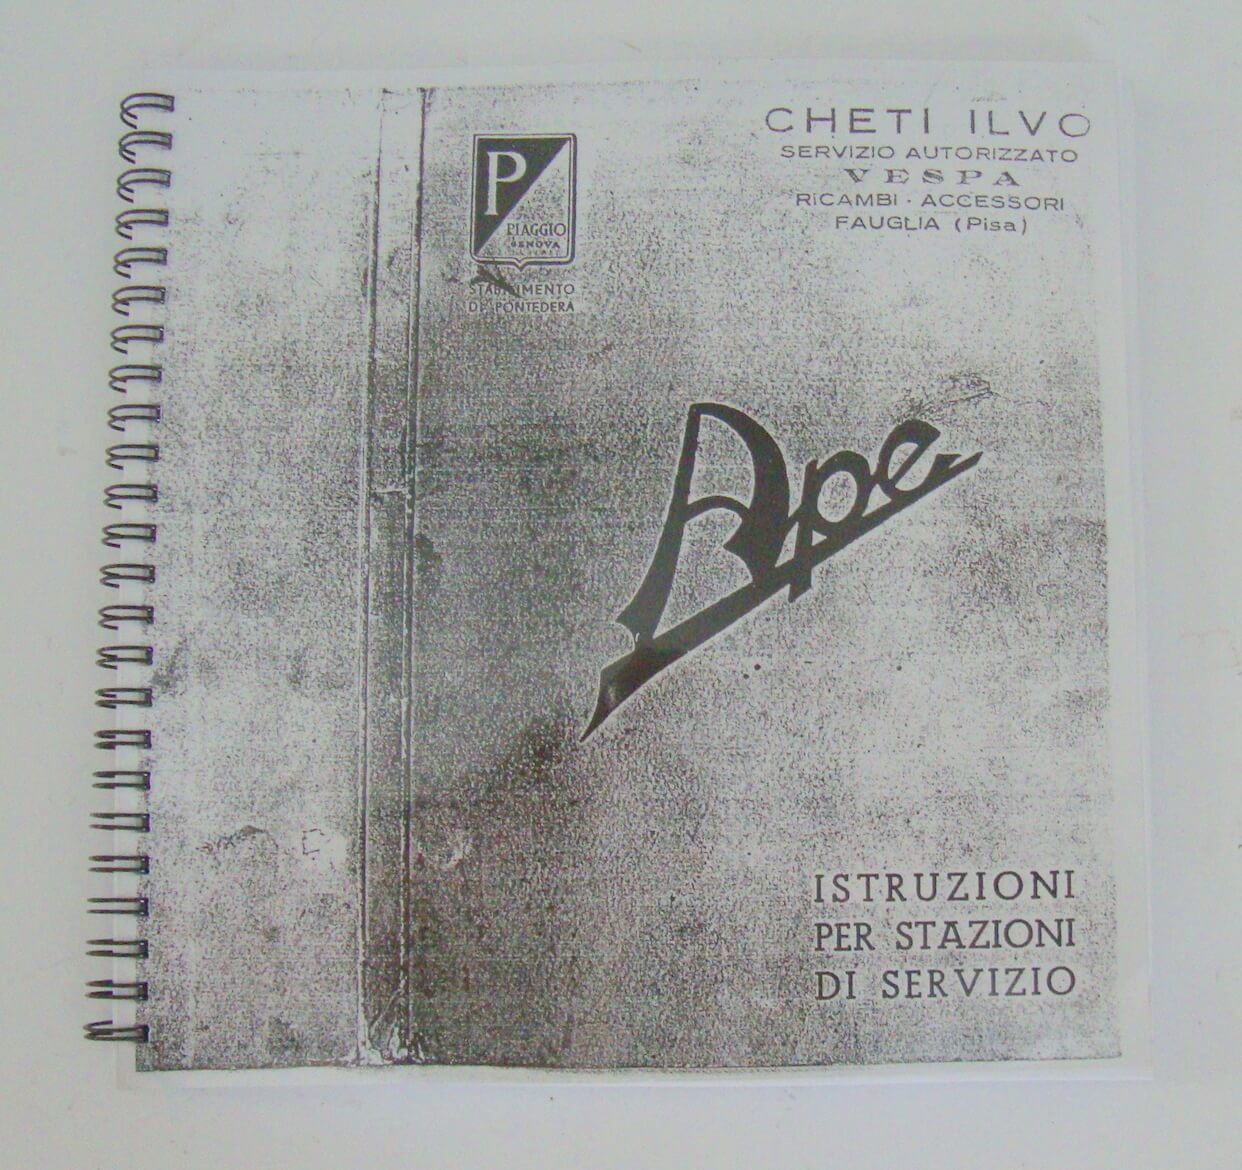 CHETI ILVO
SERVIZIO AUTORIZZATO
VESPA
RICAMBI · ACCESSORI
FAUGLIA (Pisa)
P
PIAGGIO
GENOVA
STABILIMENTO
DI PONTEDERA
Ape
ISTRUZIONI
PER STAZIONI
DI SERVIZIO